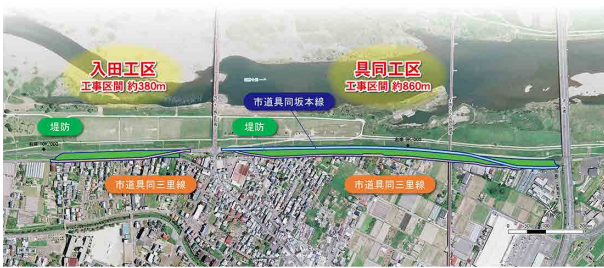 入田工区
工事区間 約380m
具同工区
工事区間 約860m
市道具同坂本線
堤防
堤防
市道具同三里線
市道具同三里線